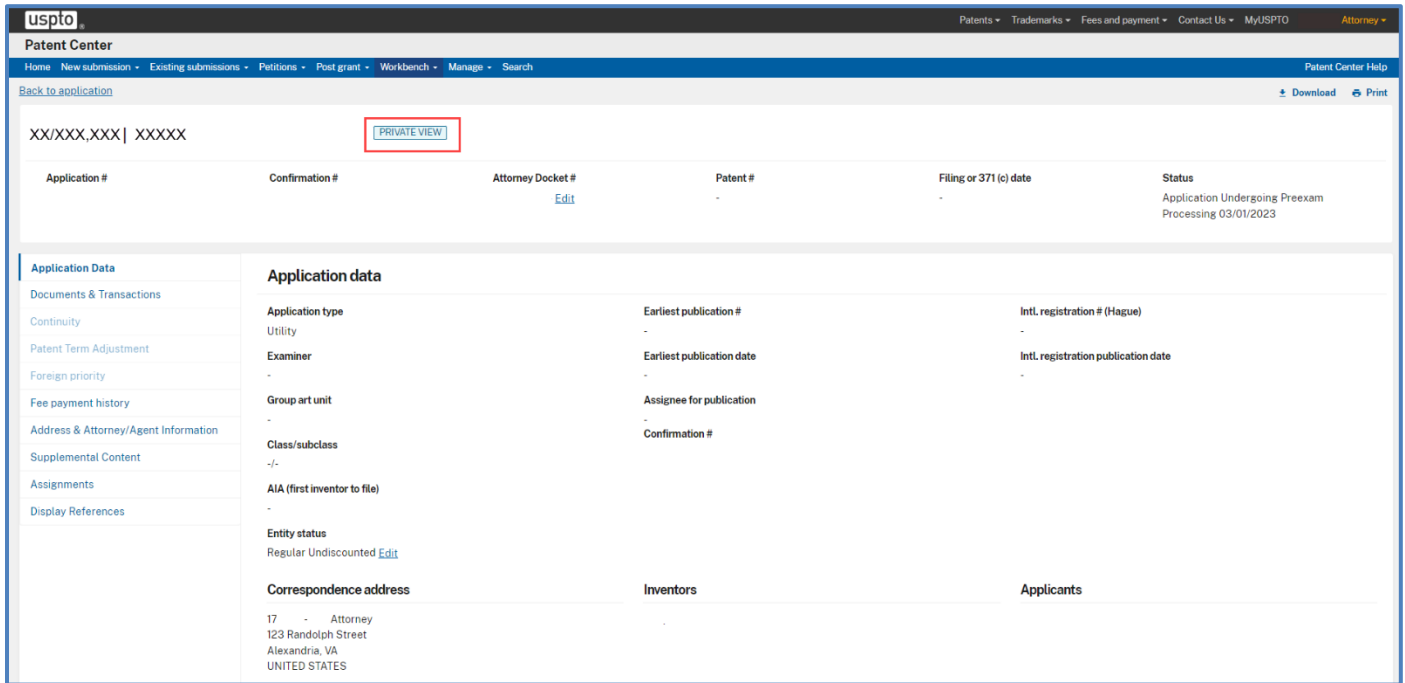 uspto
Patents Trademarks Fees and payment Contact Us MyUSPTO Attorney
Patent Center
Home New submission Existing submissions Petitions Post grant Workbench Manage Search Patent Center Help
Back to application Download Print
XX/XXX,XXX | XXXXX PRIVATE VIEW
Application # Confirmation # Attorney Docket # Patent # Filing or 371 (c) date Status
Edit - - Application Undergoing Preexam
Processing 03/01/2023
Application Data
Documents & Transactions
Continuity
Patent Term Adjustment
Foreign priority
Fee payment history
Address & Attorney/Agent Information
Supplemental Content
Assignments
Display References
Application data
Application type
Utility
Examiner
-
Group art unit
-
Class/subclass
-/-
AIA (first inventor to file)
-
Entity status
Regular Undiscounted Edit
Earliest publication #
-
Earliest publication date
-
Assignee for publication
-
Confirmation #
Intl. registration # (Hague)
-
Intl. registration publication date
-
Correspondence address
17 - Attorney
123 Randolph Street
Alexandria, VA
UNITED STATES
Inventors
Applicants